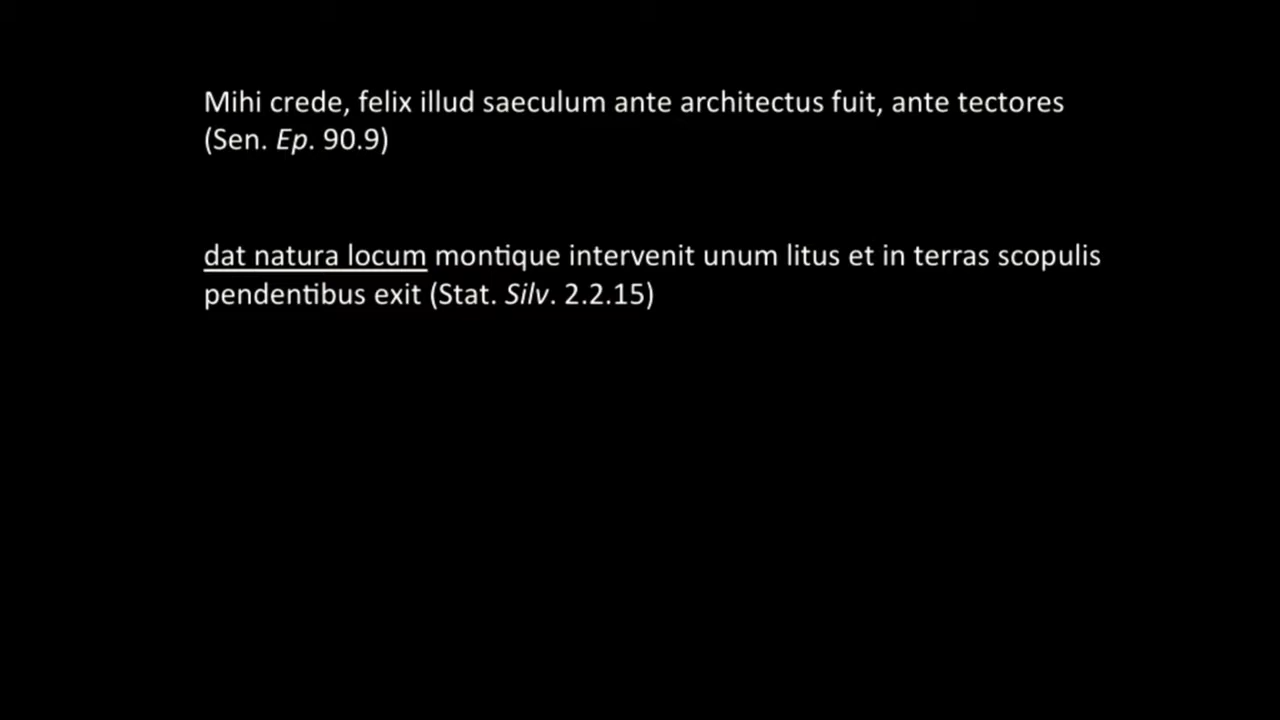 Mihi crede, felix illud saeculum ante architectus fuit, ante tectores
(Sen. Ep. 90.9)
dat natura locum montique intervenit unum litus et in terras scopulis
pendentibus exit (Stat. Silv. 2.2.15)